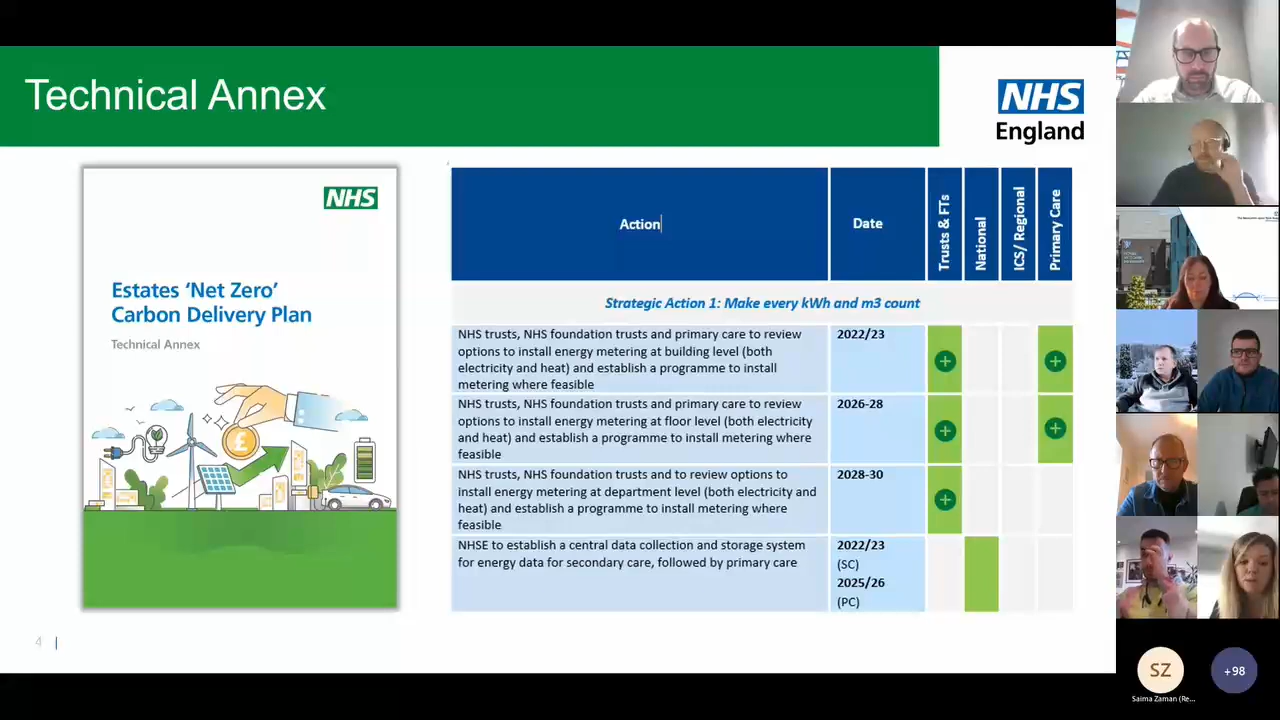 Technical Annex
NHS
England
NHS
Estates ‘Net Zero’
Carbon Delivery Plan
Technical Annex
£
Action
Date
Trusts & FTs
National
ICS/ Regional
Primary Care
Strategic Action 1: Make every kWh and m3 count
NHS trusts, NHS foundation trusts and primary care to review
options to install energy metering at building level (both
electricity and heat) and establish a programme to install
metering where feasible
2022/23
NHS trusts, NHS foundation trusts and primary care to review
options to install energy metering at floor level (both electricity
and heat) and establish a programme to install metering where
feasible
2026-28
NHS trusts, NHS foundation trusts and to review options to
install energy metering at department level (both electricity and
heat) and establish a programme to install metering where
feasible
2028-30
NHSE to establish a central data collection and storage system
for energy data for secondary care, followed by primary care
2022/23
(SC)
2025/26
(PC)
4
SZ
Saima Zaman (Re...
+98